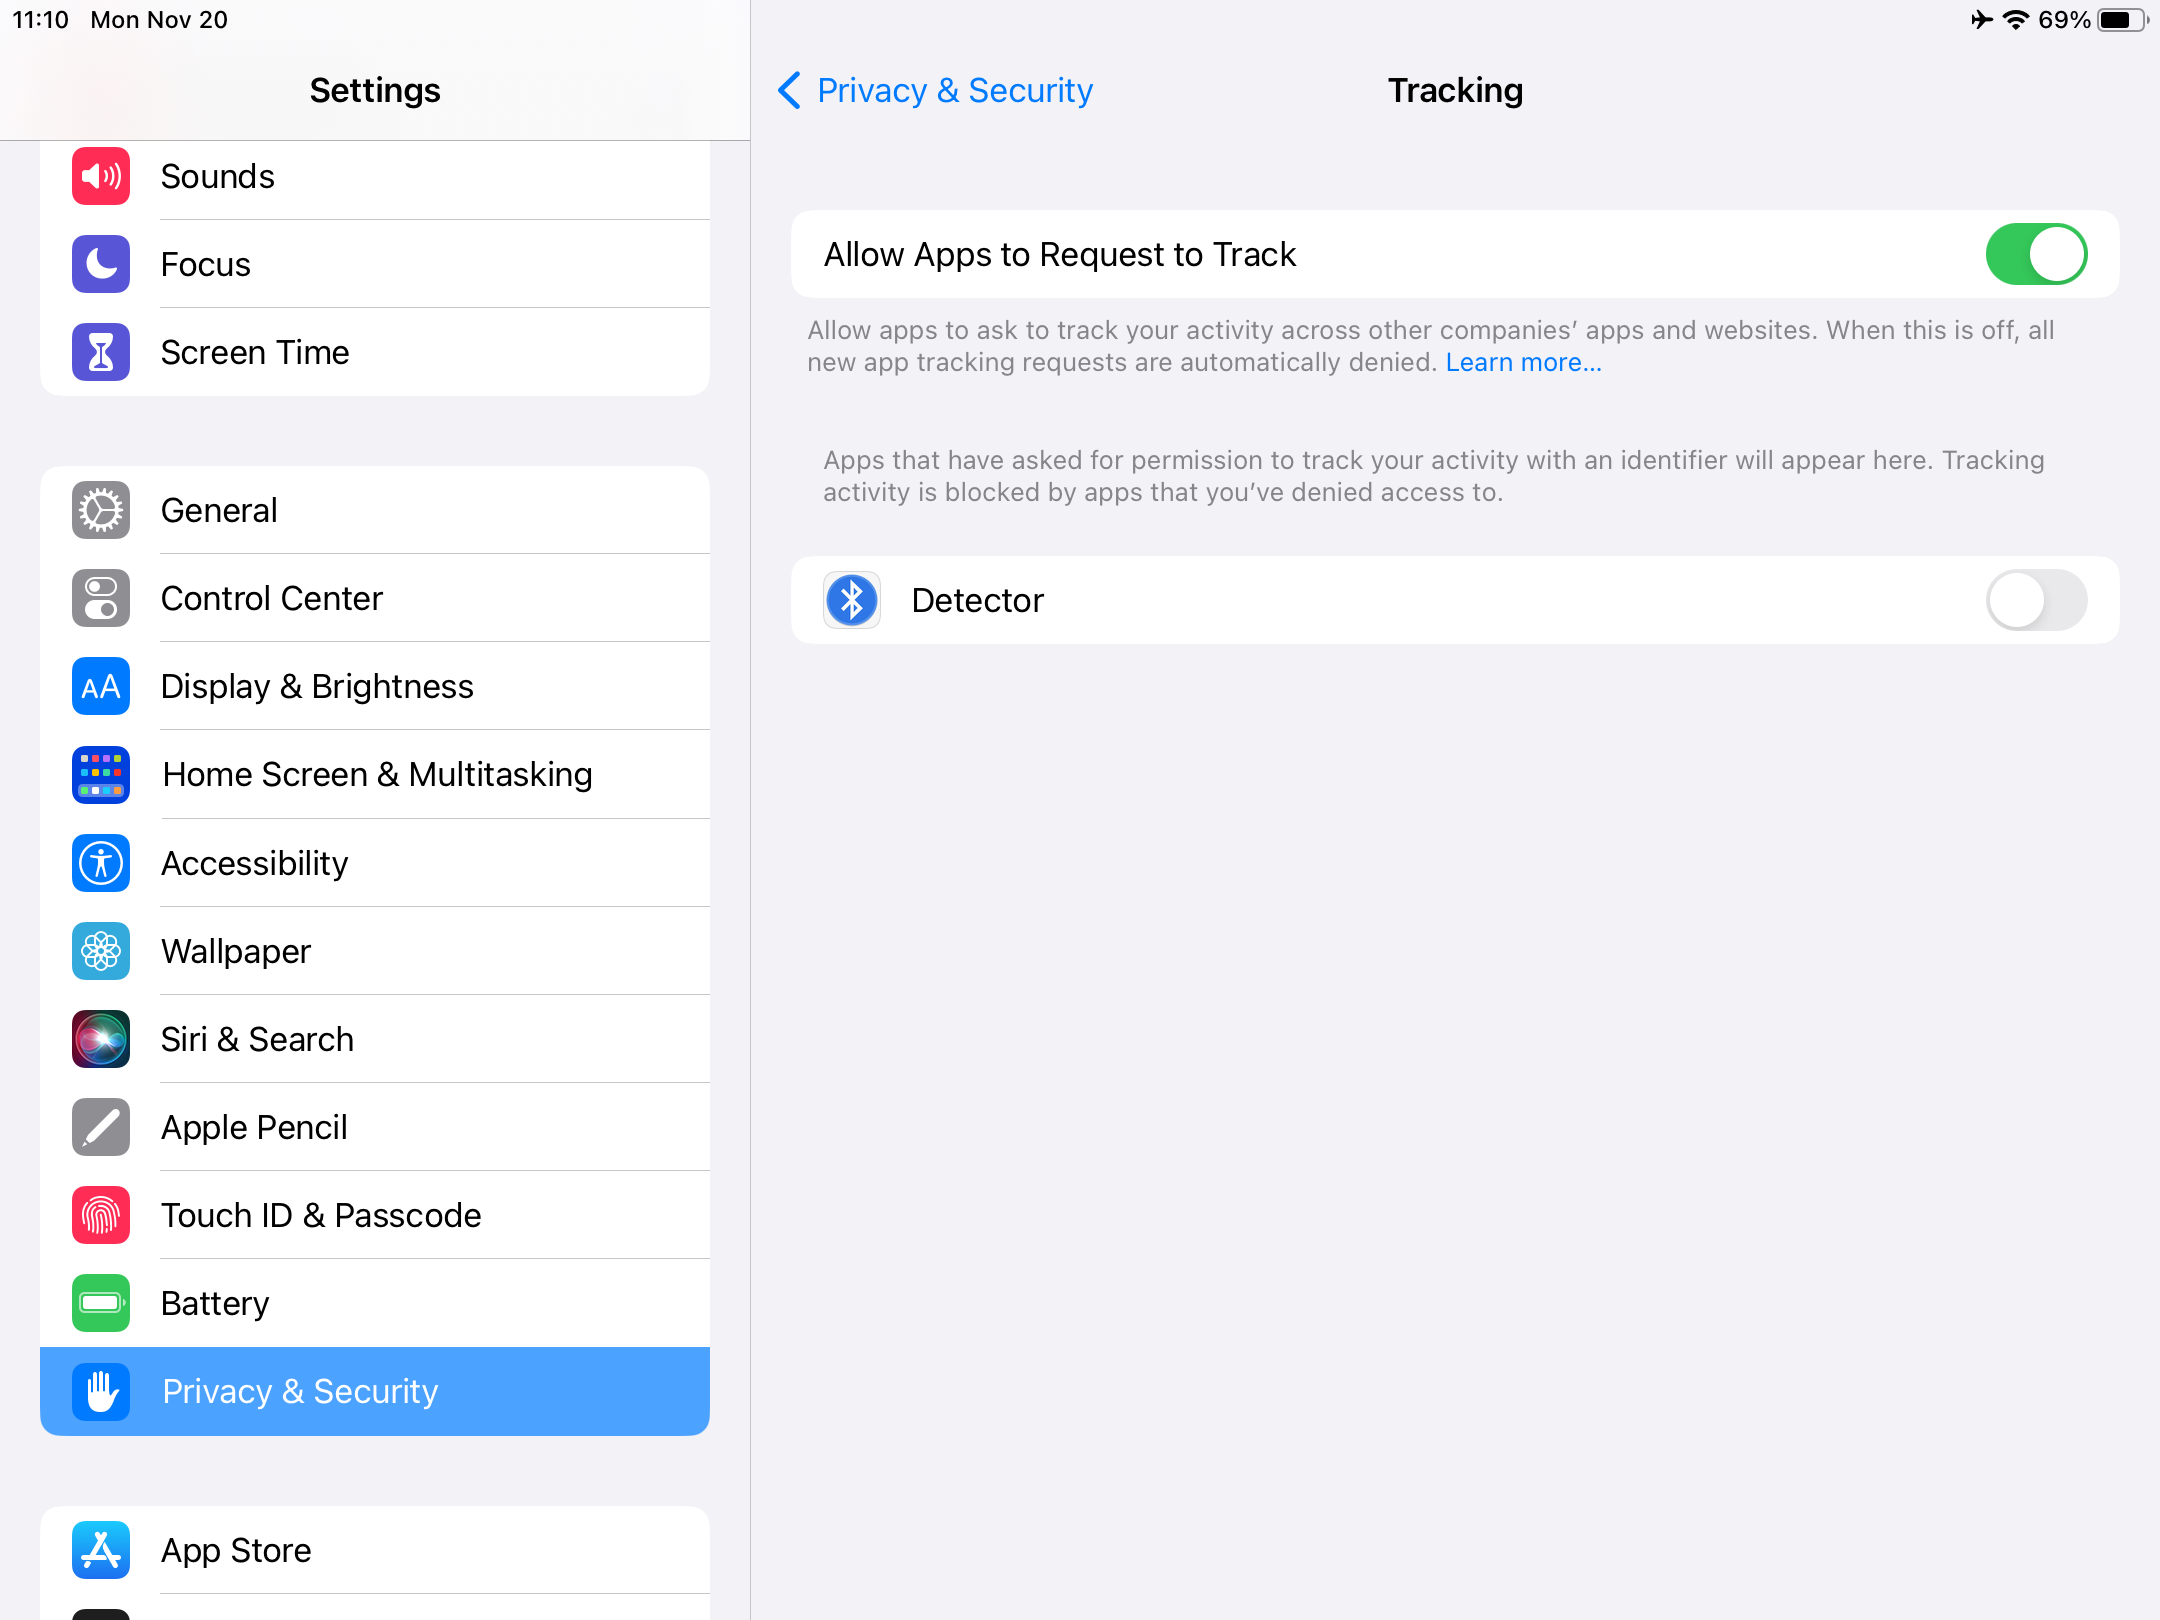 11:10 Mon Nov 20
69%
Settings
Sounds
Focus
Screen Time
General
Control Center
AA
Display & Brightness
Home Screen & Multitasking
Accessibility
Wallpaper
Siri & Search
Apple Pencil
Touch ID & Passcode
Battery
Privacy & Security
App Store
Privacy & Security
Tracking
Allow Apps to Request to Track
Allow apps to ask to track your activity across other companies’ apps and websites. When this is off, all
new app tracking requests are automatically denied. Learn more...
Apps that have asked for permission to track your activity with an identifier will appear here. Tracking
activity is blocked by apps that you’ve denied access to.
Detector